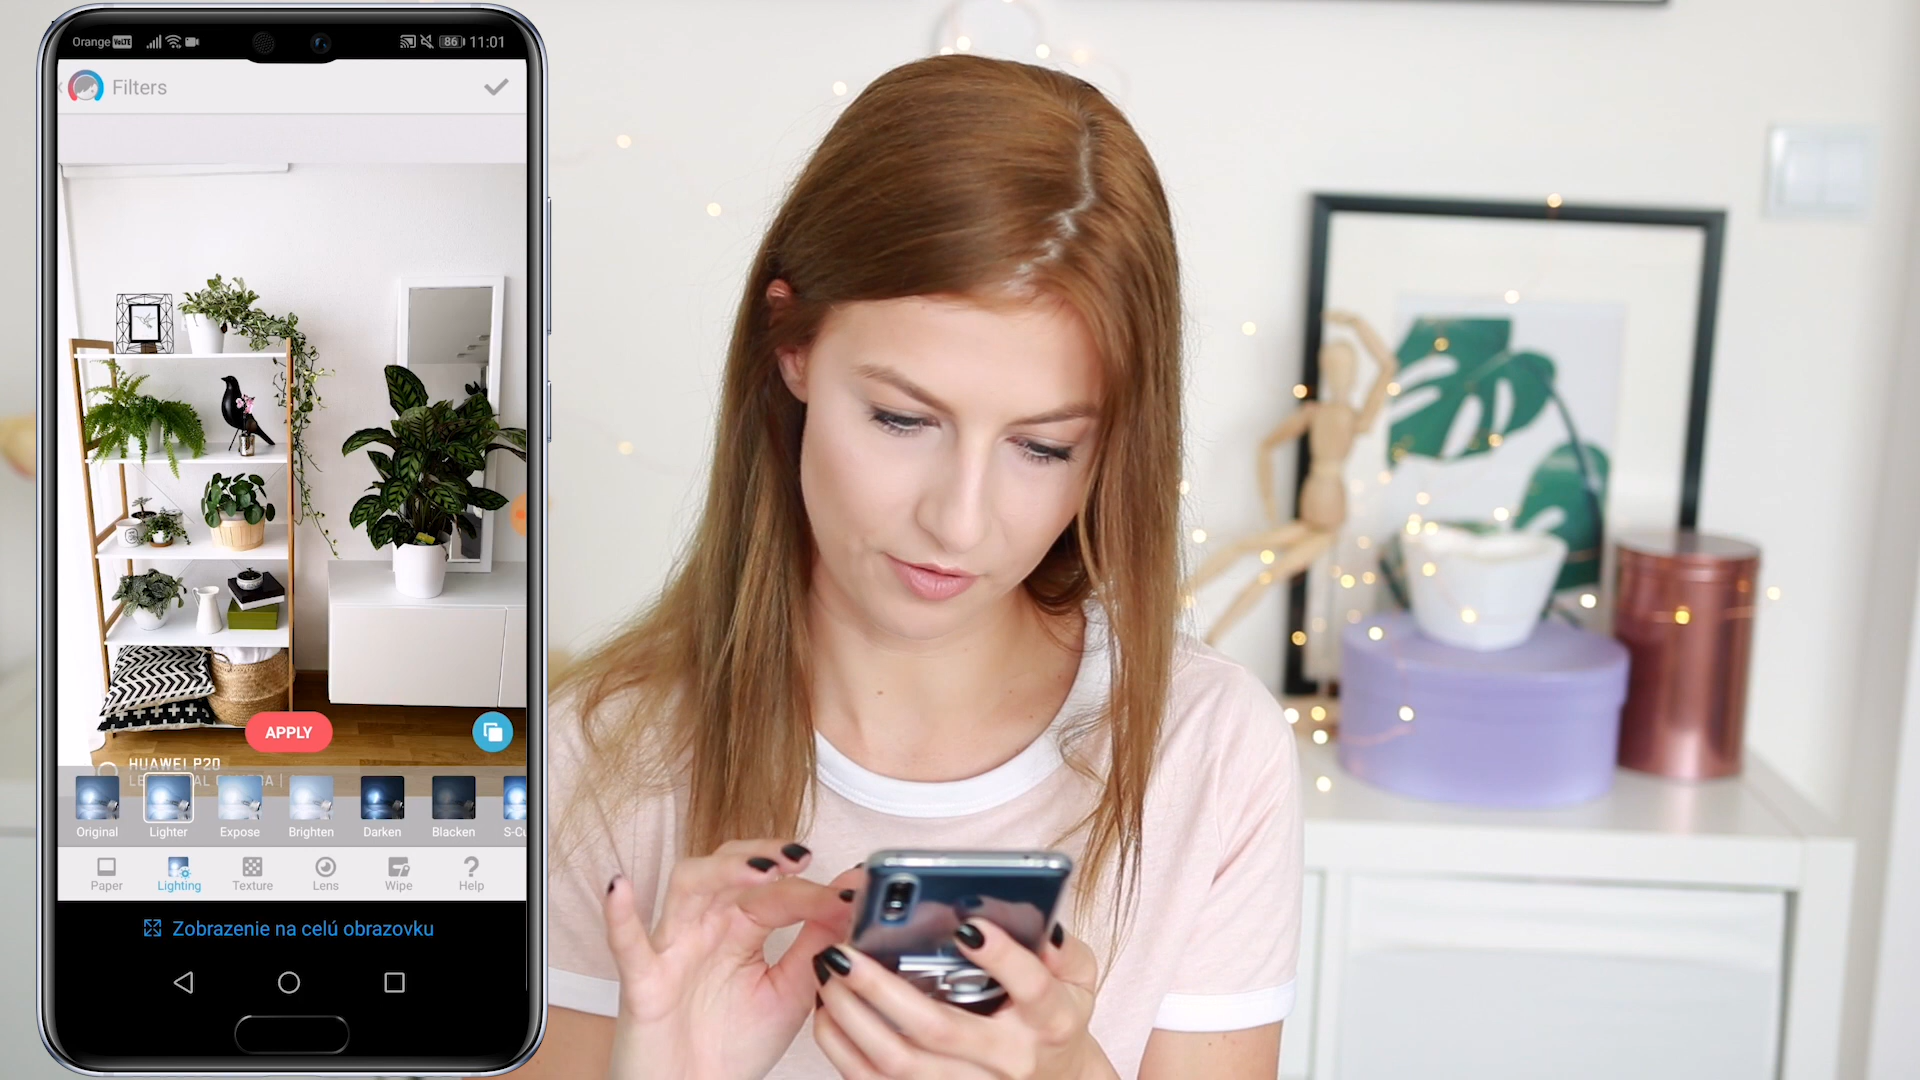 Orange VoLTE 86 11:01
Filters
APPLY
HUAWEI P20
Original Lighter Expose Brighten Darken Blacken
Paper Lighting Texture Lens Wipe Help
Zobrazenie na celú obrazovku